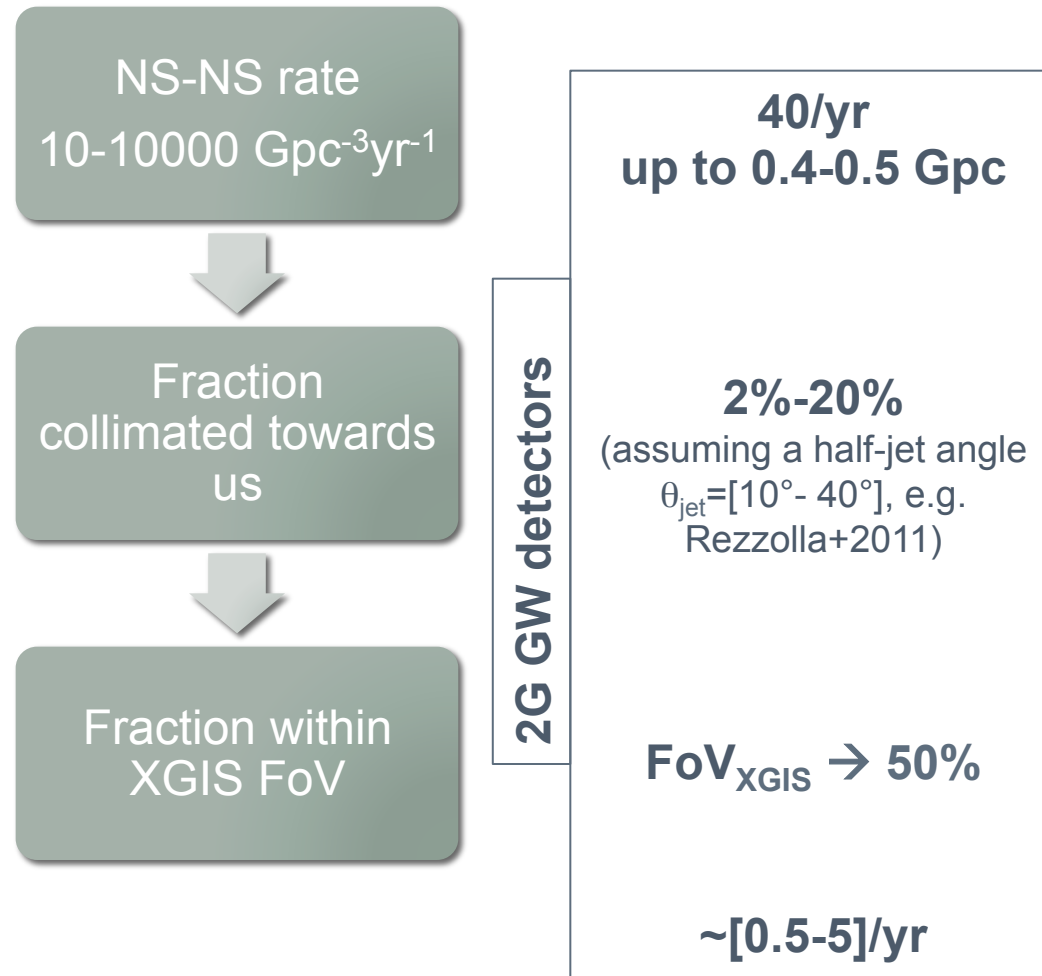 NS-NS rate
10-10000 Gpc⁻³yr⁻¹
Fraction
collimated towards
us
Fraction within
XGIS FoV
2G GW detectors
40/yr
up to 0.4-0.5 Gpc
2%-20%
(assuming a half-jet angle
θjet=[10°- 40°], e.g.
Rezzolla+2011)
FoVXGIS → 50%
~[0.5-5]/yr